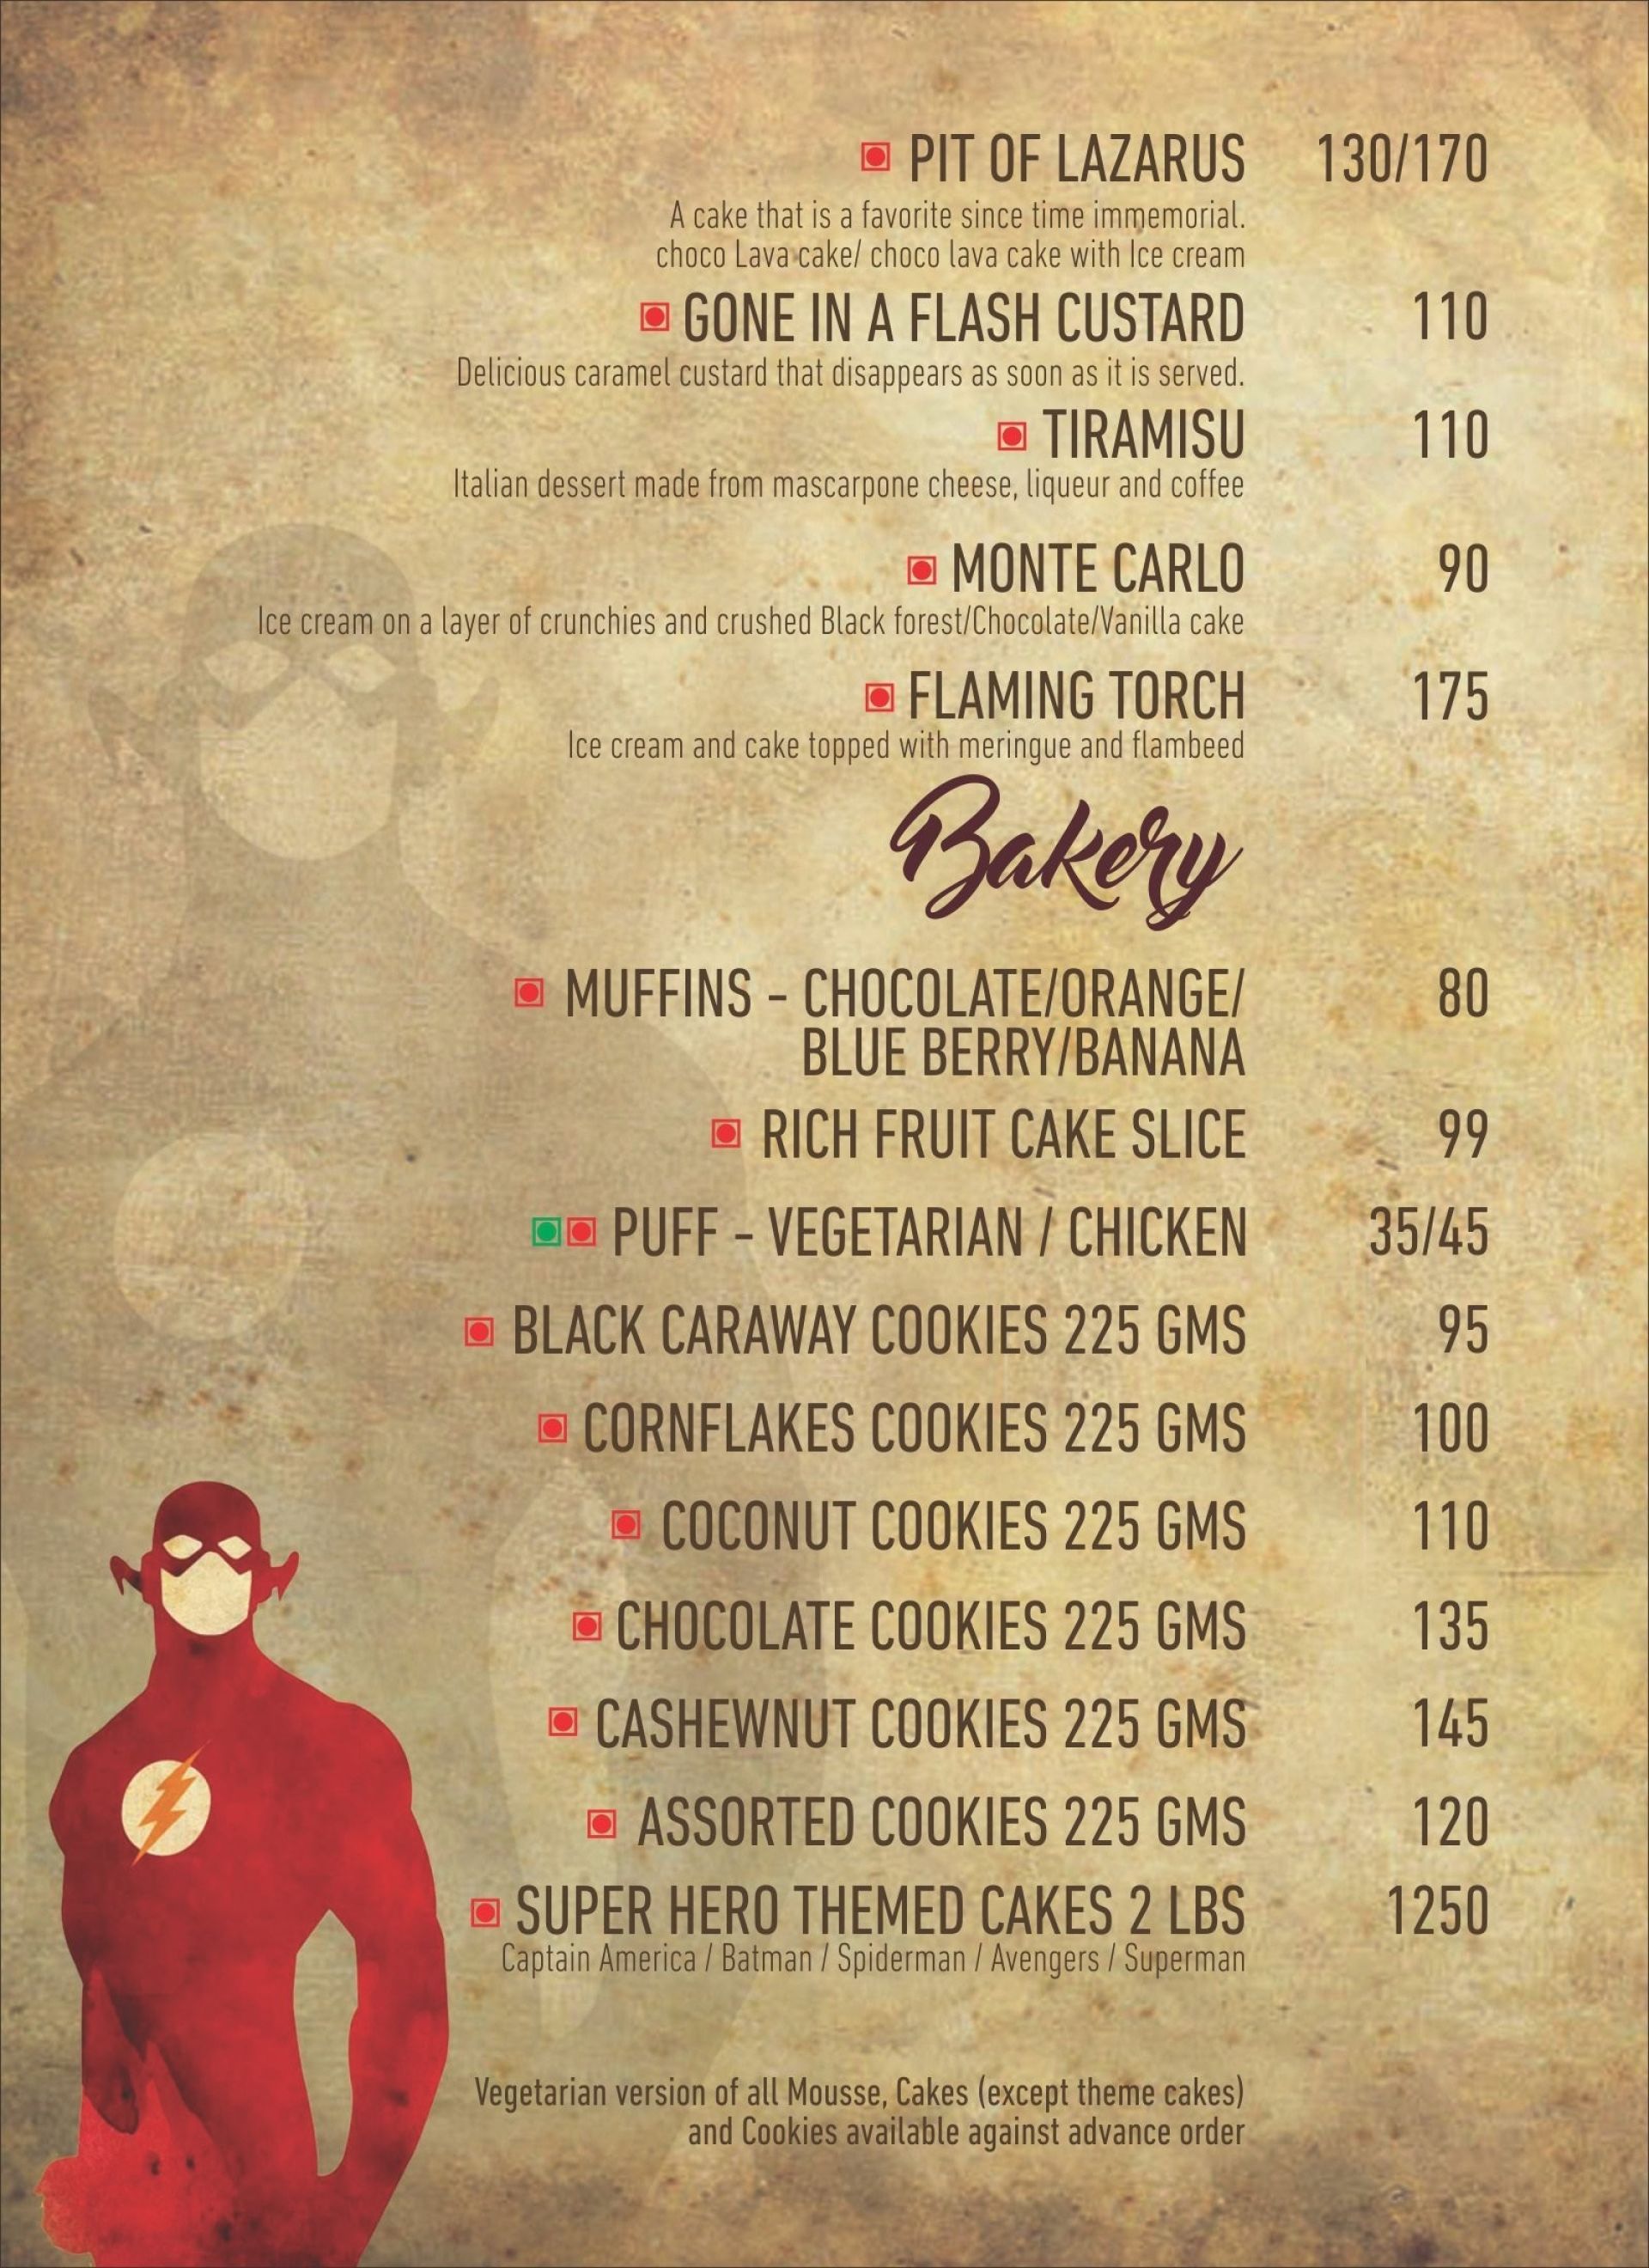 PIT OF LAZARUS 130/170
A cake that is a favorite since time immemorial.
choco Lava cake/ choco lava cake with Ice cream
GONE IN A FLASH CUSTARD 110
Delicious caramel custard that disappears as soon as it is served.
TIRAMISU 110
Italian dessert made from mascarpone cheese, liqueur and coffee
MONTE CARLO 90
Ice cream on a layer of crunchies and crushed Black forest/Chocolate/Vanilla cake
FLAMING TORCH 175
Ice cream and cake topped with meringue and flambeed
Bakery
MUFFINS - CHOCOLATE/ORANGE/ 80
BLUE BERRY/BANANA
RICH FRUIT CAKE SLICE 99
PUFF - VEGETARIAN / CHICKEN 35/45
BLACK CARAWAY COOKIES 225 GMS 95
CORNFLAKES COOKIES 225 GMS 100
COCONUT COOKIES 225 GMS 110
CHOCOLATE COOKIES 225 GMS 135
CASHEWNUT COOKIES 225 GMS 145
ASSORTED COOKIES 225 GMS 120
SUPER HERO THEMED CAKES 2 LBS 1250
Captain America / Batman / Spiderman / Avengers / Superman
Vegetarian version of all Mousse, Cakes (except theme cakes)
and Cookies available against advance order